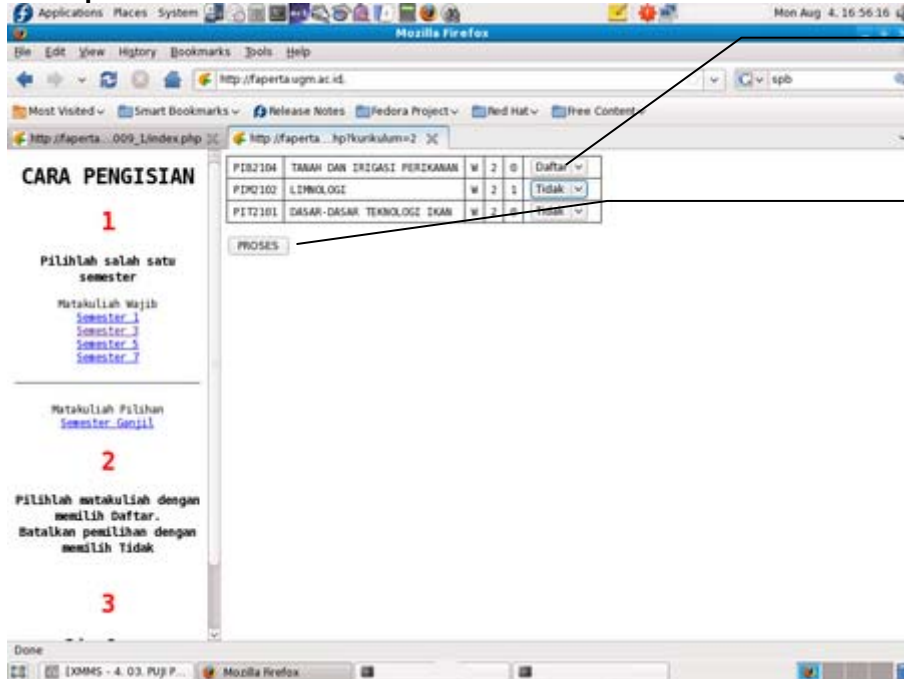 Applications Places System
Mon Aug 4, 16:56:16
Mozilla Firefox
File Edit View History Bookmarks Tools Help
http://faperta.ugm.ac.id.
spb
Most Visited Smart Bookmarks Release Notes Fedora Project Red Hat Free Content
http://faperta...009_1/index.php http://faperta...hp?kurikulum=2
CARA PENGISIAN
1
Pilihlah salah satu
semester
Matakuliah Wajib
Semester 1
Semester 3
Semester 5
Semester 7
Matakuliah Pilihan
Semester Ganjil
2
Pilihlah matakuliah dengan
memilih Daftar.
Batalkan pemilihan dengan
memilih Tidak
3
PIB2104 TANAH DAN IRIGASI PERIKANAN W 2 0 Daftar
PIM2102 LIMNOLOGI W 2 1 Tidak
PIT2101 DASAR-DASAR TEKNOLOGI IKAN W 2 0 Tidak
PROSES
Done
[XMMS - 4. 03. PUJI P... Mozilla Firefox